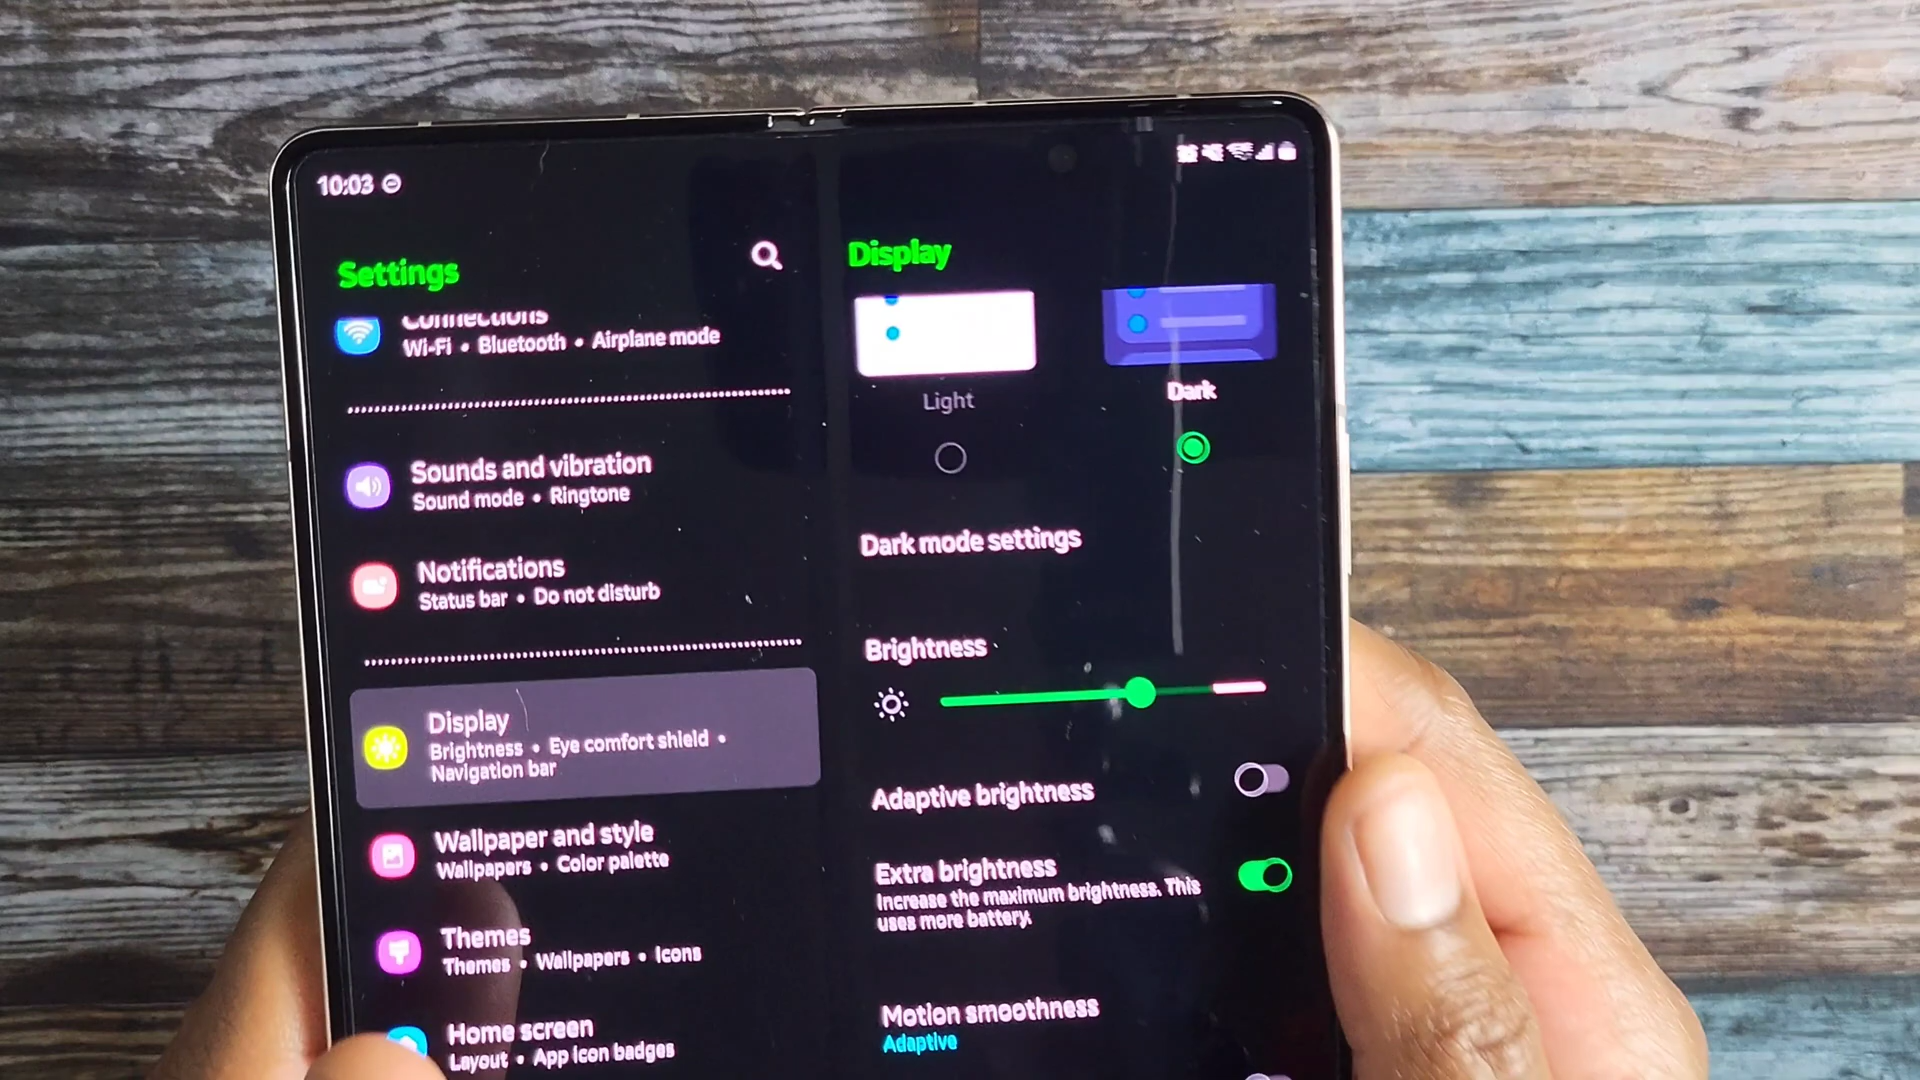 10:03
Settings
Connections
Wi-Fi • Bluetooth • Airplane mode
Sounds and vibration
Sound mode • Ringtone
Notifications
Status bar • Do not disturb
Display
Brightness • Eye comfort shield •
Navigation bar
Wallpaper and style
Wallpapers • Color palette
Themes
Themes • Wallpapers • Icons
Home screen
Layout • App icon badges
Display
Light
Dark
Dark mode settings
Brightness
Adaptive brightness
Extra brightness
Increase the maximum brightness. This
uses more battery.
Motion smoothness
Adaptive